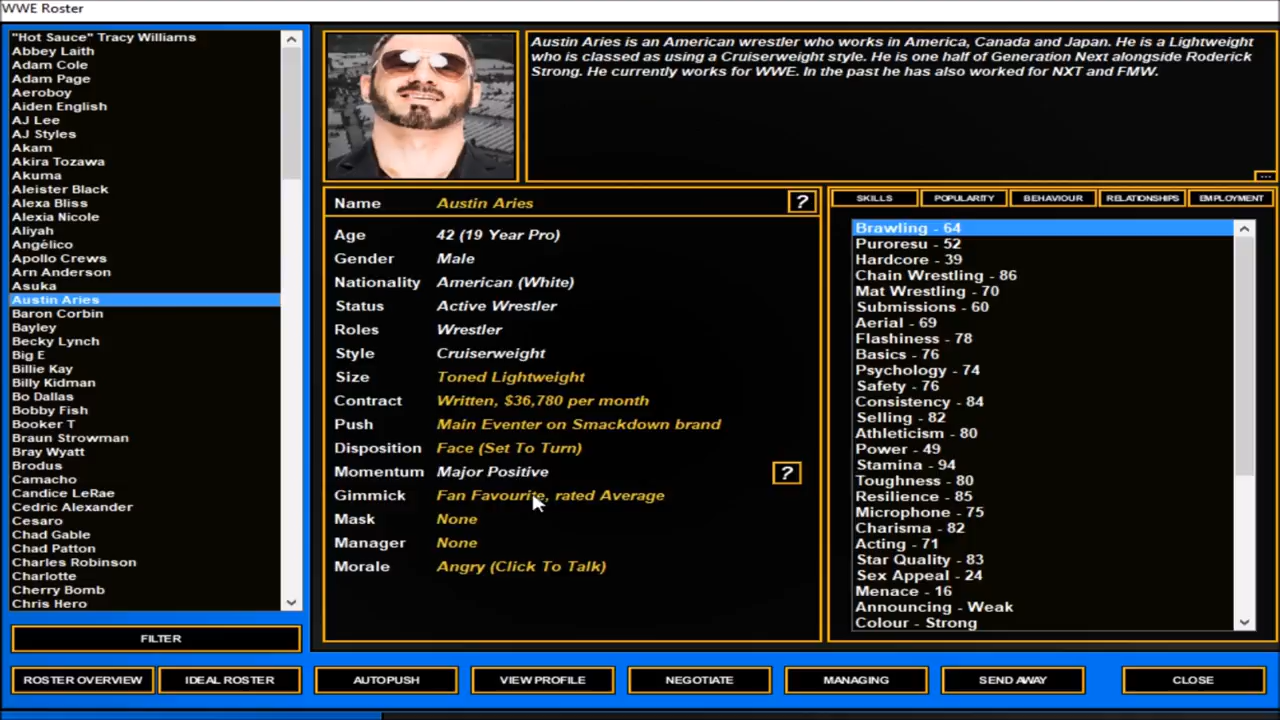 WWE Roster
"Hot Sauce" Tracy Williams
Abbey Laith
Adam Cole
Adam Page
Aeroboy
Aiden English
AJ Lee
AJ Styles
Akam
Akira Tozawa
Akuma
Aleister Black
Alexa Bliss
Alexia Nicole
Aliyah
Angélico
Apollo Crews
Arn Anderson
Asuka
Austin Aries
Baron Corbin
Bayley
Becky Lynch
Big E
Billie Kay
Billy Kidman
Bo Dallas
Bobby Fish
Booker T
Braun Strowman
Bray Wyatt
Brodus
Camacho
Candice LeRae
Cedric Alexander
Cesaro
Chad Gable
Chad Patton
Charles Robinson
Charlotte
Cherry Bomb
Chris Hero
FILTER
Austin Aries is an American wrestler who works in America, Canada and Japan. He is a Lightweight
who is classed as using a Cruiserweight style. He is one half of Generation Next alongside Roderick
Strong. He currently works for WWE. In the past he has also worked for NXT and FMW.
...
Name Austin Aries ?
Age 42 (19 Year Pro)
Gender Male
Nationality American (White)
Status Active Wrestler
Roles Wrestler
Style Cruiserweight
Size Toned Lightweight
Contract Written, $36,780 per month
Push Main Eventer on Smackdown brand
Disposition Face (Set To Turn)
Momentum Major Positive ?
Gimmick Fan Favourite, rated Average
Mask None
Manager None
Morale Angry (Click To Talk)
SKILLS POPULARITY BEHAVIOUR RELATIONSHIPS EMPLOYMENT
Brawling - 64
Puroresu - 52
Hardcore - 39
Chain Wrestling - 86
Mat Wrestling - 70
Submissions - 60
Aerial - 69
Flashiness - 78
Basics - 76
Psychology - 74
Safety - 76
Consistency - 84
Selling - 82
Athleticism - 80
Power - 49
Stamina - 94
Toughness - 80
Resilience - 85
Microphone - 75
Charisma - 82
Acting - 71
Star Quality - 83
Sex Appeal - 24
Menace - 16
Announcing - Weak
Colour - Strong
ROSTER OVERVIEW IDEAL ROSTER AUTOPUSH VIEW PROFILE NEGOTIATE MANAGING SEND AWAY CLOSE